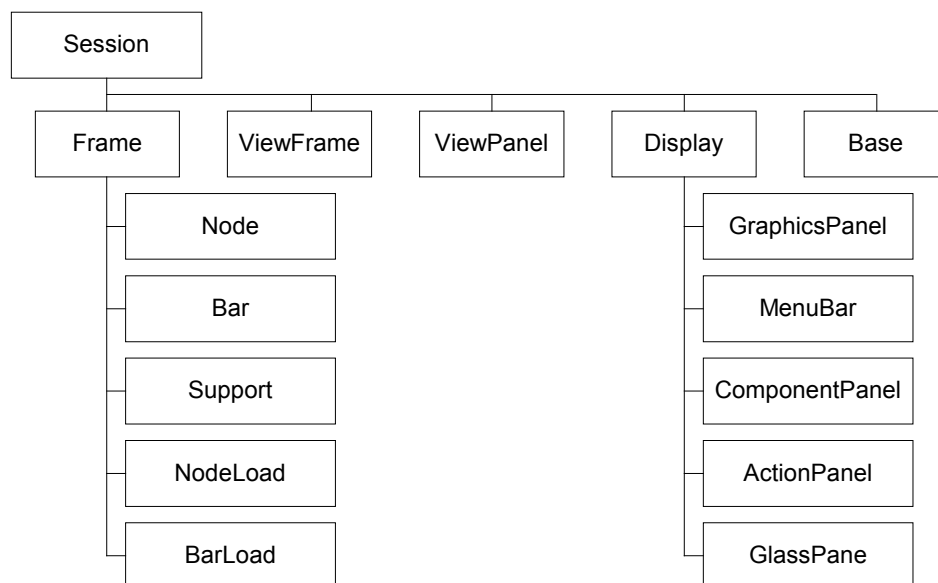 Session
Frame
ViewFrame
ViewPanel
Display
Base
Node
GraphicsPanel
Bar
MenuBar
Support
ComponentPanel
NodeLoad
ActionPanel
BarLoad
GlassPane